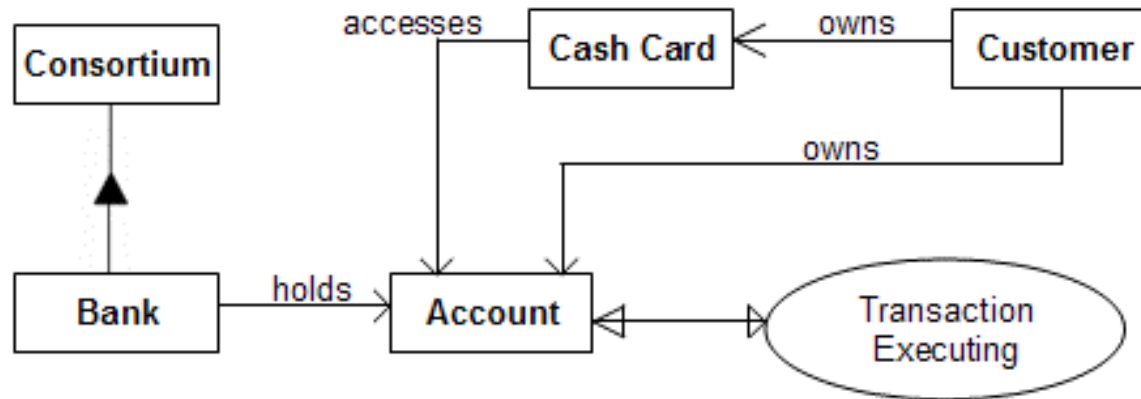 accesses
Cash Card
owns
Customer
Consortium
owns
Bank
holds
Account
Transaction
Executing